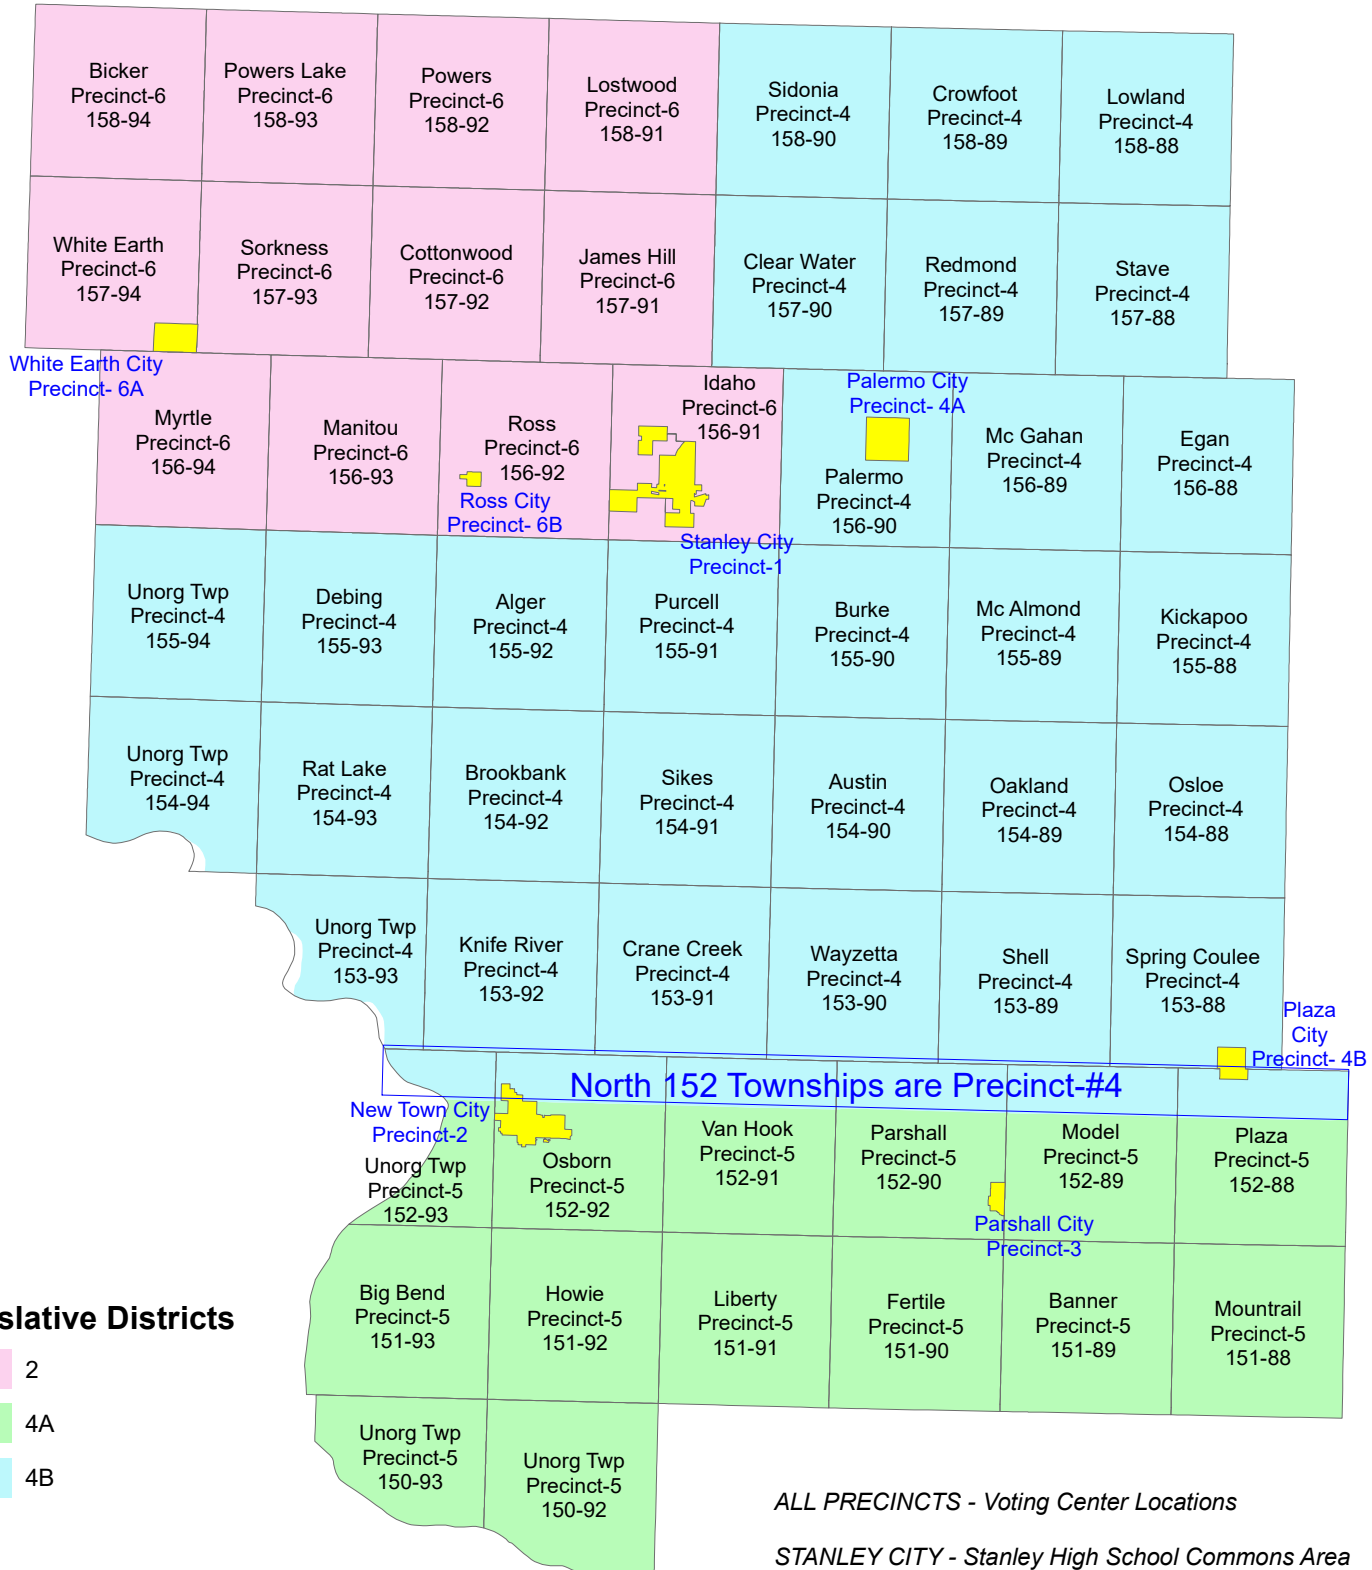 Bicker
Precinct-6
158-94
Powers Lake
Precinct-6
158-93
Powers
Precinct-6
158-92
Lostwood
Precinct-6
158-91
Sidonia
Precinct-4
158-90
Crowfoot
Precinct-4
158-89
Lowland
Precinct-4
158-88
White Earth
Precinct-6
157-94
Sorkness
Precinct-6
157-93
Cottonwood
Precinct-6
157-92
James Hill
Precinct-6
157-91
Clear Water
Precinct-4
157-90
Redmond
Precinct-4
157-89
Stave
Precinct-4
157-88
White Earth City
Precinct- 6A
Myrtle
Precinct-6
156-94
Manitou
Precinct-6
156-93
Ross
Precinct-6
156-92
Ross City
Precinct- 6B
Idaho
Precinct-6
156-91
Stanley City
Precinct-1
Palermo City
Precinct- 4A
Palermo
Precinct-4
156-90
Mc Gahan
Precinct-4
156-89
Egan
Precinct-4
156-88
Unorg Twp
Precinct-4
155-94
Debing
Precinct-4
155-93
Alger
Precinct-4
155-92
Purcell
Precinct-4
155-91
Burke
Precinct-4
155-90
Mc Almond
Precinct-4
155-89
Kickapoo
Precinct-4
155-88
Unorg Twp
Precinct-4
154-94
Rat Lake
Precinct-4
154-93
Brookbank
Precinct-4
154-92
Sikes
Precinct-4
154-91
Austin
Precinct-4
154-90
Oakland
Precinct-4
154-89
Osloe
Precinct-4
154-88
Unorg Twp
Precinct-4
153-93
Knife River
Precinct-4
153-92
Crane Creek
Precinct-4
153-91
Wayzetta
Precinct-4
153-90
Shell
Precinct-4
153-89
Spring Coulee
Precinct-4
153-88
Plaza
City
Precinct- 4B
North 152 Townships are Precinct-#4
New Town City
Precinct-2
Unorg Twp
Precinct-5
152-93
Osborn
Precinct-5
152-92
Van Hook
Precinct-5
152-91
Parshall
Precinct-5
152-90
Parshall City
Precinct-3
Model
Precinct-5
152-89
Plaza
Precinct-5
152-88
Big Bend
Precinct-5
151-93
Howie
Precinct-5
151-92
Liberty
Precinct-5
151-91
Fertile
Precinct-5
151-90
Banner
Precinct-5
151-89
Mountrail
Precinct-5
151-88
Unorg Twp
Precinct-5
150-93
Unorg Twp
Precinct-5
150-92
slative Districts
2
4A
4B
ALL PRECINCTS - Voting Center Locations
STANLEY CITY - Stanley High School Commons Area